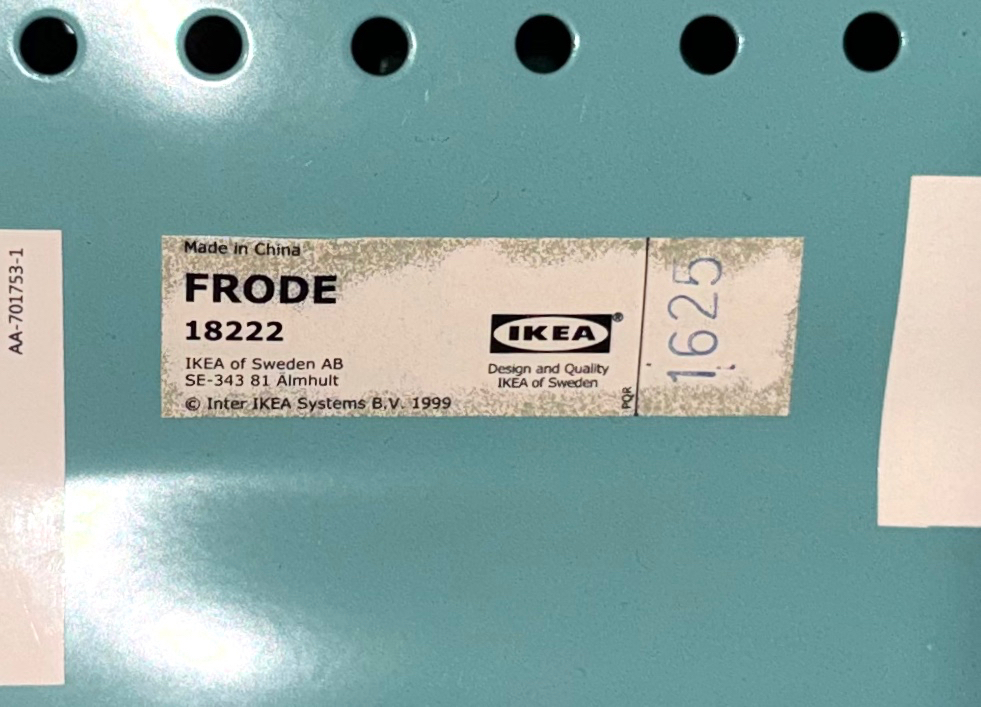 AA-701753-1
Made in China
FRODE
18222
IKEA of Sweden AB
SE-343 81 Älmhult
© Inter IKEA Systems B.V. 1999
IKEA®
Design and Quality
IKEA of Sweden
PQR
1625